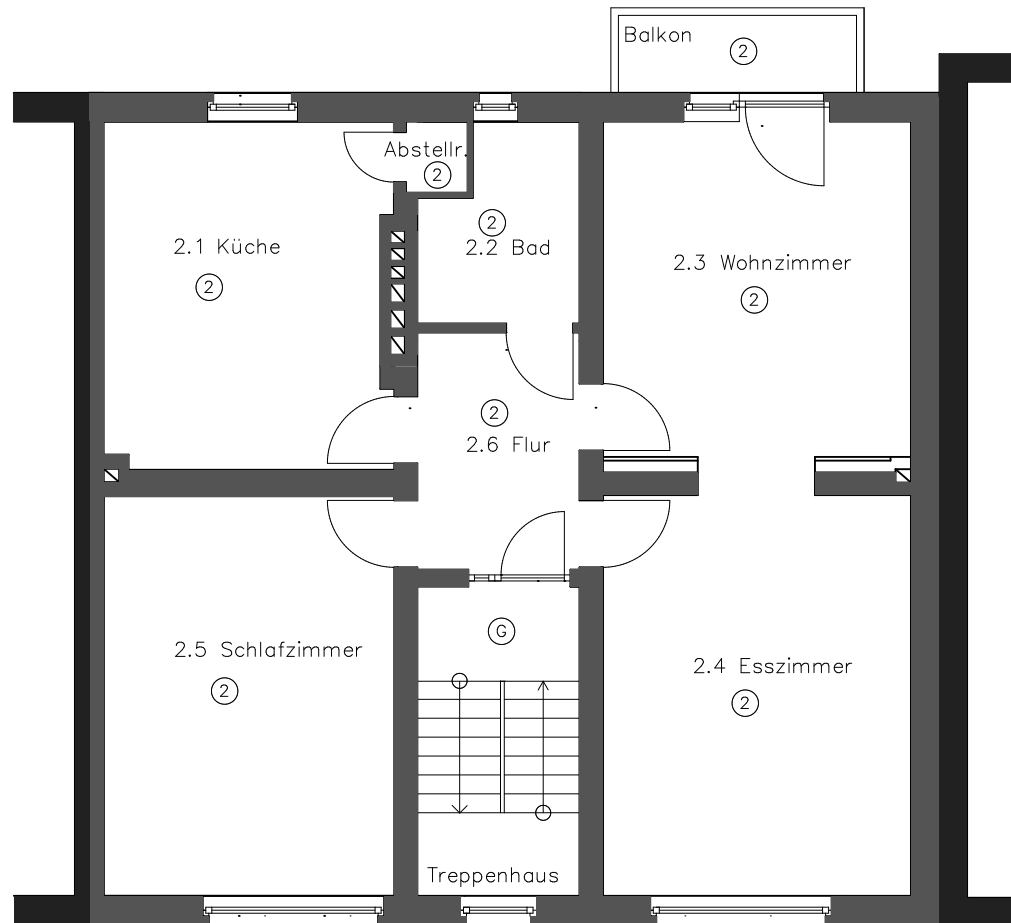 Balkon
2
Abstellr.
2
2
2.1 Küche
2.2 Bad
2.3 Wohnzimmer
2
2
2
2.6 Flur
G
2.5 Schlafzimmer
2.4 Esszimmer
2
2
Treppenhaus